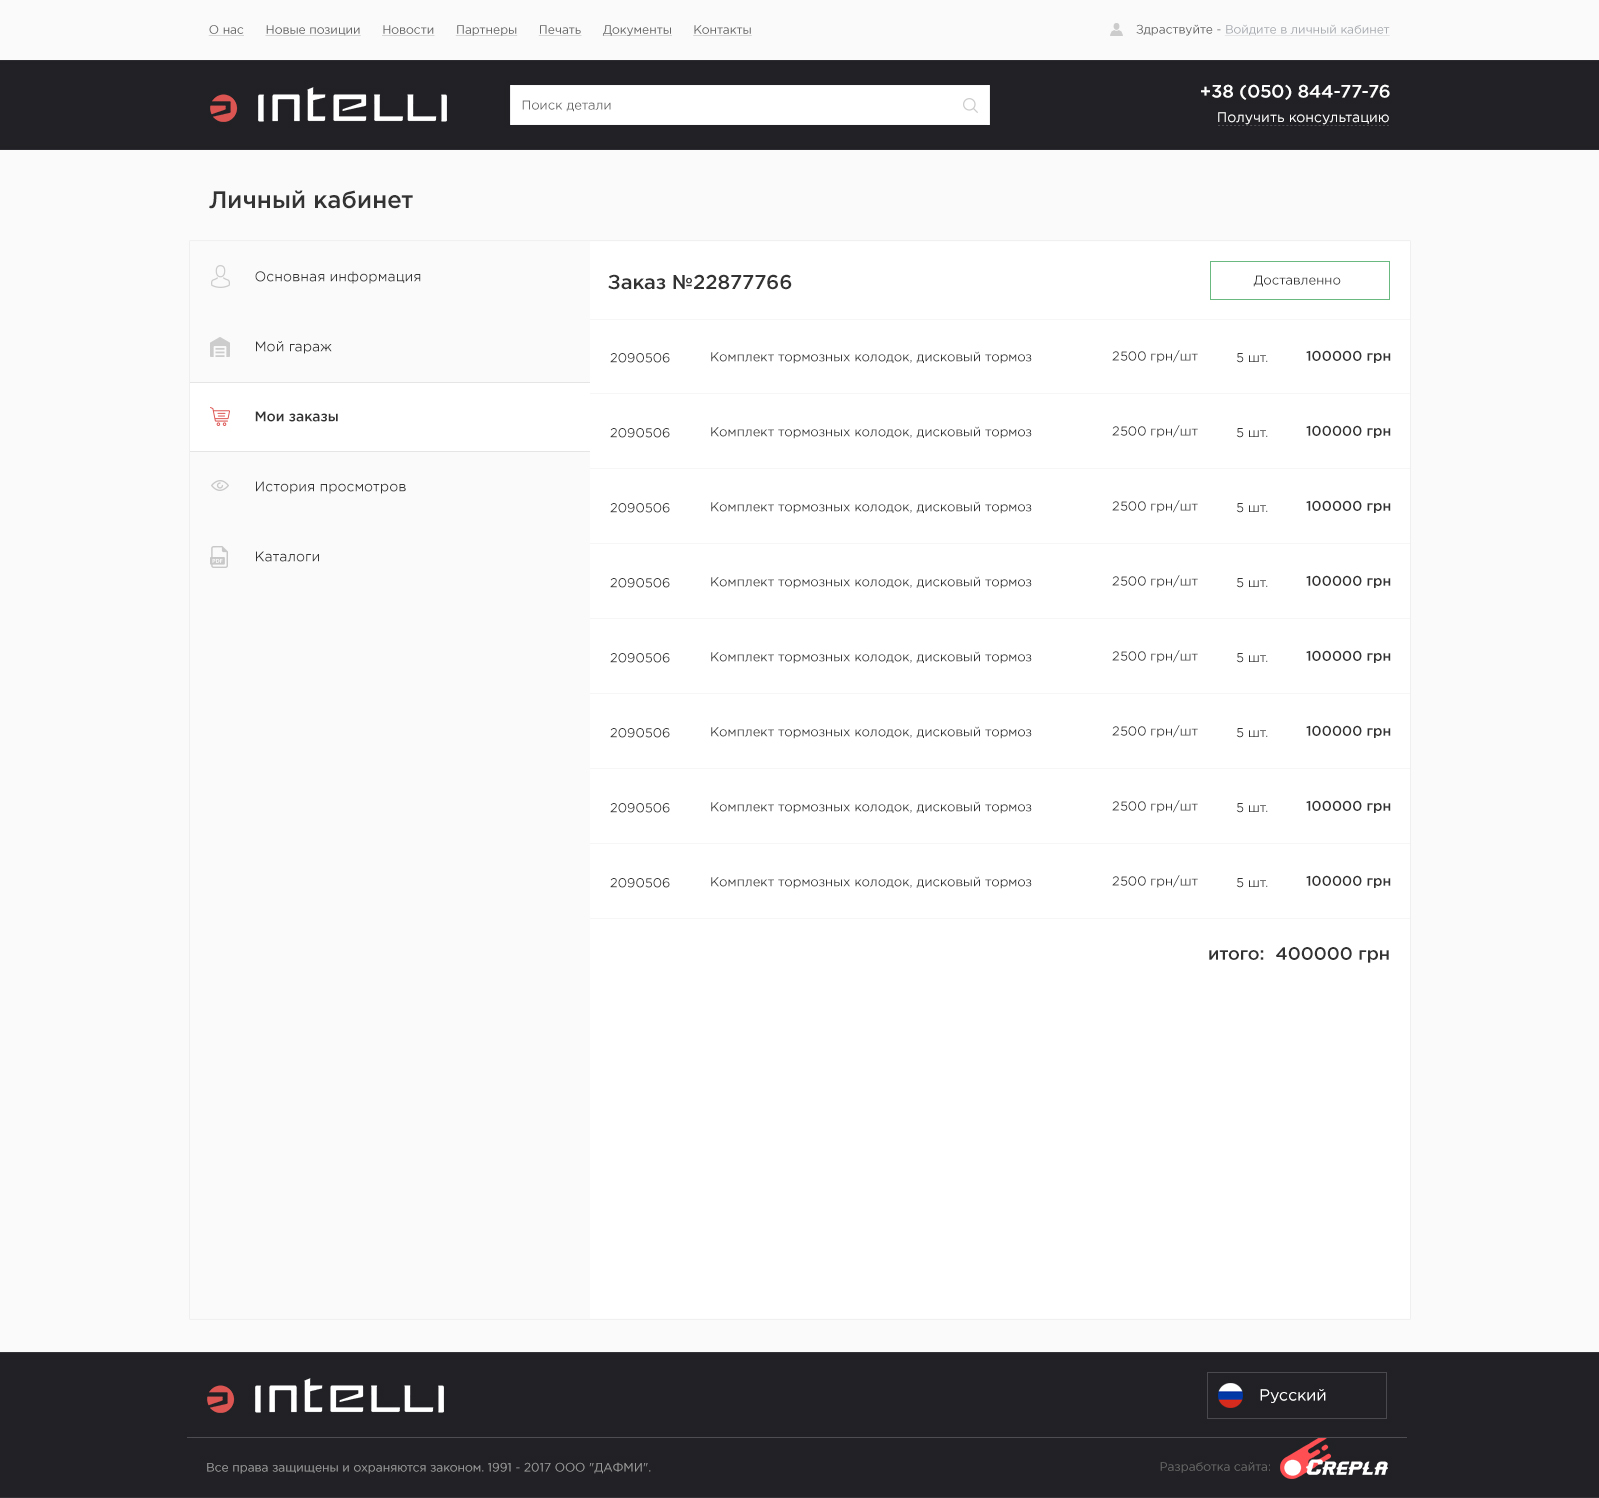 О нас Новые позиции Новости Партнеры Печать Документы Контакты Здраствуйте - Войдите в личный кабинет
INTELLI Поиск детали +38 (050) 844-77-76
Получить консультацию
Личный кабинет
Основная информация
Мой гараж
Мои заказы
История просмотров
PDF Каталоги
Заказ №22877766 Доставленно
2090506 Комплект тормозных колодок, дисковый тормоз 2500 грн/шт 5 шт. 100000 грн
2090506 Комплект тормозных колодок, дисковый тормоз 2500 грн/шт 5 шт. 100000 грн
2090506 Комплект тормозных колодок, дисковый тормоз 2500 грн/шт 5 шт. 100000 грн
2090506 Комплект тормозных колодок, дисковый тормоз 2500 грн/шт 5 шт. 100000 грн
2090506 Комплект тормозных колодок, дисковый тормоз 2500 грн/шт 5 шт. 100000 грн
2090506 Комплект тормозных колодок, дисковый тормоз 2500 грн/шт 5 шт. 100000 грн
2090506 Комплект тормозных колодок, дисковый тормоз 2500 грн/шт 5 шт. 100000 грн
2090506 Комплект тормозных колодок, дисковый тормоз 2500 грн/шт 5 шт. 100000 грн
итого: 400000 грн
INTELLI Русский
Все права защищены и охраняются законом. 1991 - 2017 ООО "ДАФМИ". Разработка сайта: CREPLA